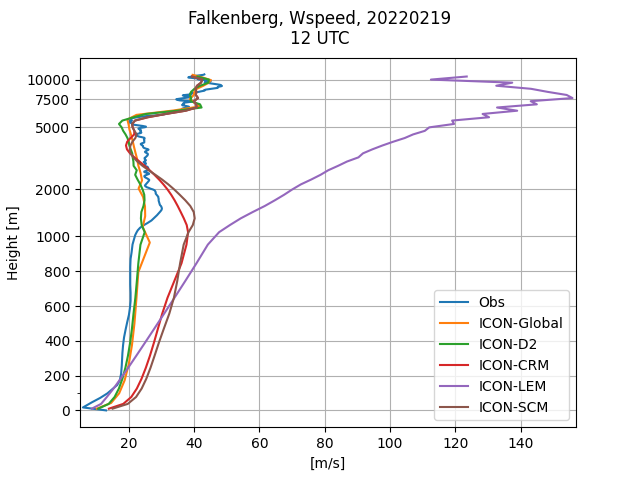 Falkenberg, Wspeed, 20220219
12 UTC
10000
7500
5000
2000
1000
800
600
400
200
0
Height [m]
Obs
ICON-Global
ICON-D2
ICON-CRM
ICON-LEM
ICON-SCM
20 40 60 80 100 120 140
[m/s]